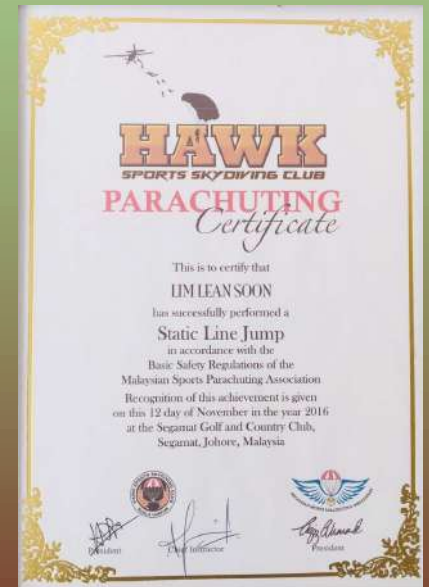 HAWK
SPORTS SKYDIVING CLUB
PARACHUTING
Certificate
This is to certify that
LIM LEAN SOON
has successfully performed a
Static Line Jump
in accordance with the
Basic Safety Regulations of the
Malaysian Sports Parachuting Association
Recognition of this achievement is given
on this 12 day of November in the year 2016
at the Segamat Golf and Country Club,
Segamat, Johore, Malaysia
President
Chief Instructor
President